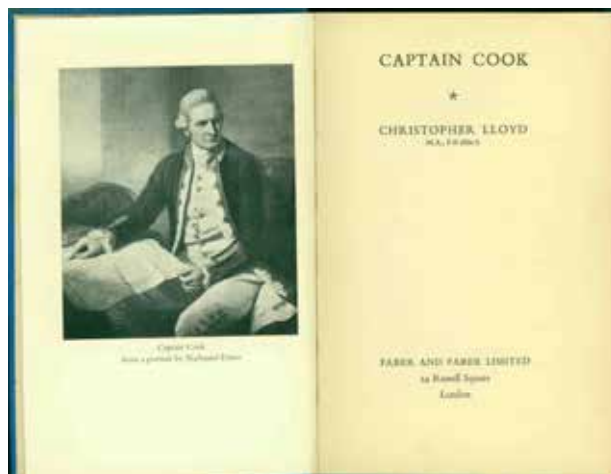 Captain Cook
from a portrait by Nathaniel Dance
CAPTAIN COOK
CHRISTOPHER LLOYD
M.A., F.R.Hist.S.
FABER AND FABER LIMITED
24 Russell Square
London